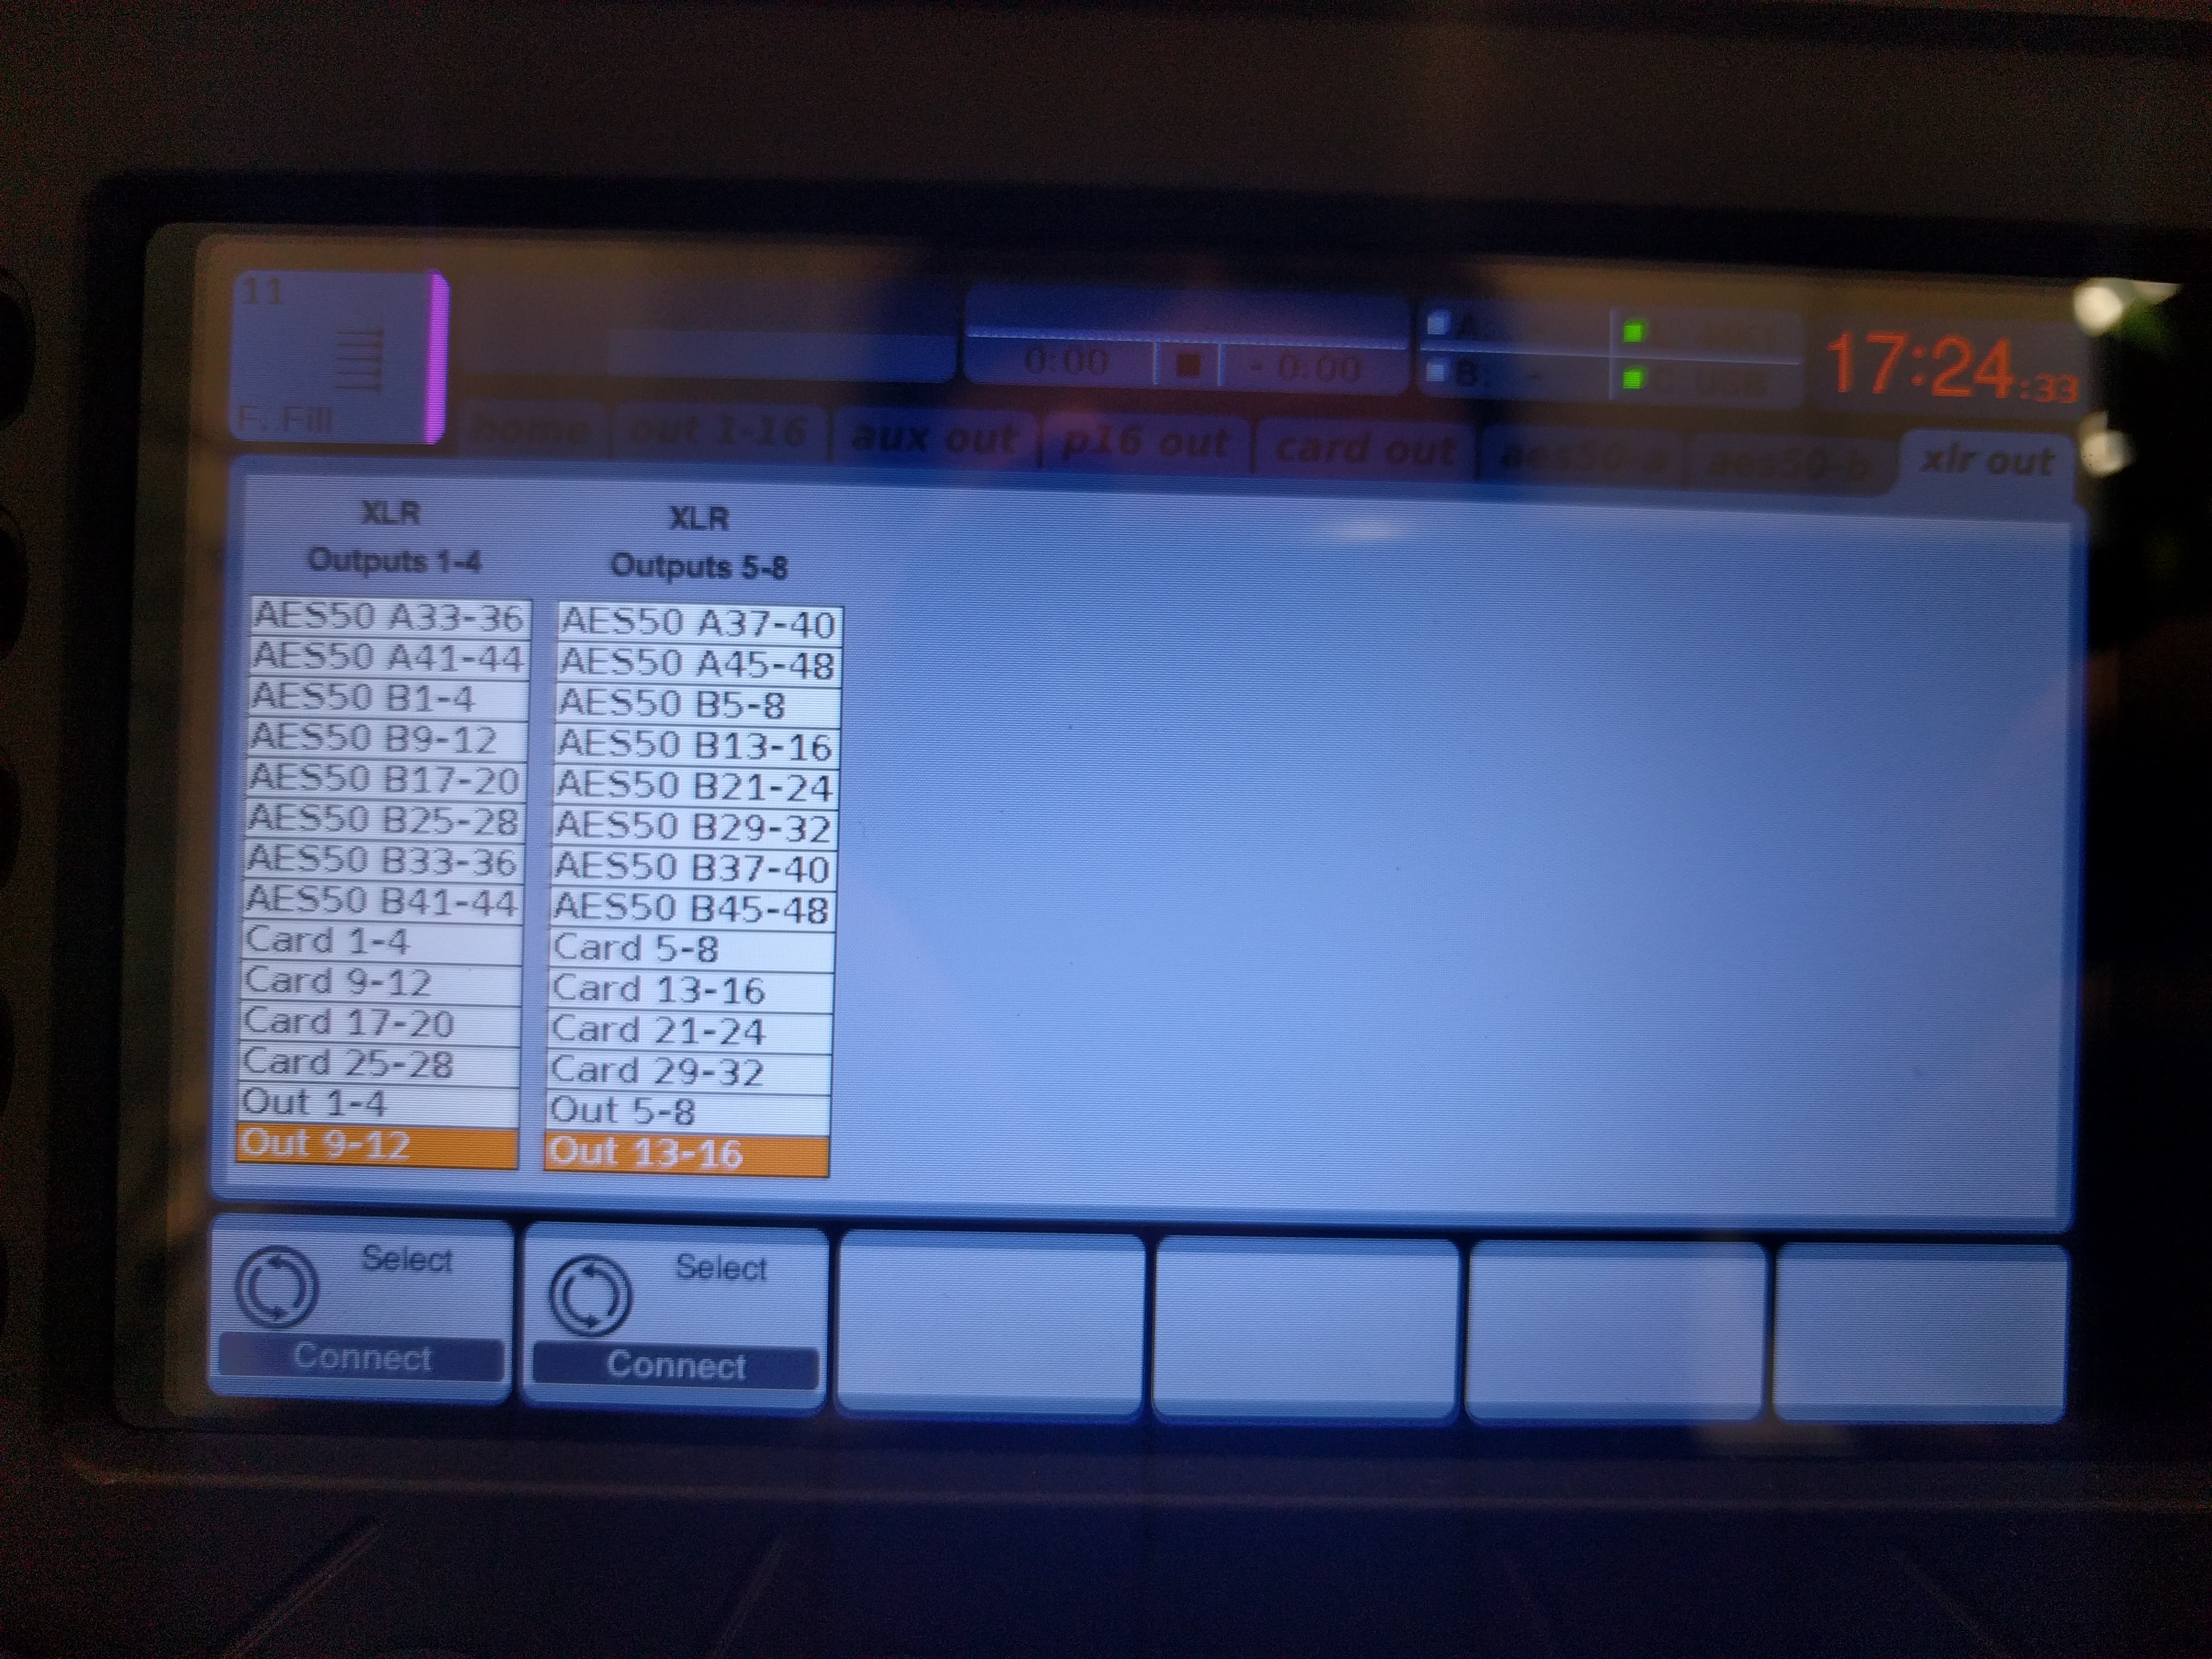 11
F. Fill
0:00
- 0:00
A:
B: -
C: USB
17:24:33
home
out 1-16
aux out
p16 out
card out
aes50-a
aes50-b
xlr out
XLR
Outputs 1-4
AES50 A33-36
AES50 A41-44
AES50 B1-4
AES50 B9-12
AES50 B17-20
AES50 B25-28
AES50 B33-36
AES50 B41-44
Card 1-4
Card 9-12
Card 17-20
Card 25-28
Out 1-4
Out 9-12
XLR
Outputs 5-8
AES50 A37-40
AES50 A45-48
AES50 B5-8
AES50 B13-16
AES50 B21-24
AES50 B29-32
AES50 B37-40
AES50 B45-48
Card 5-8
Card 13-16
Card 21-24
Card 29-32
Out 5-8
Out 13-16
Select
Connect
Select
Connect